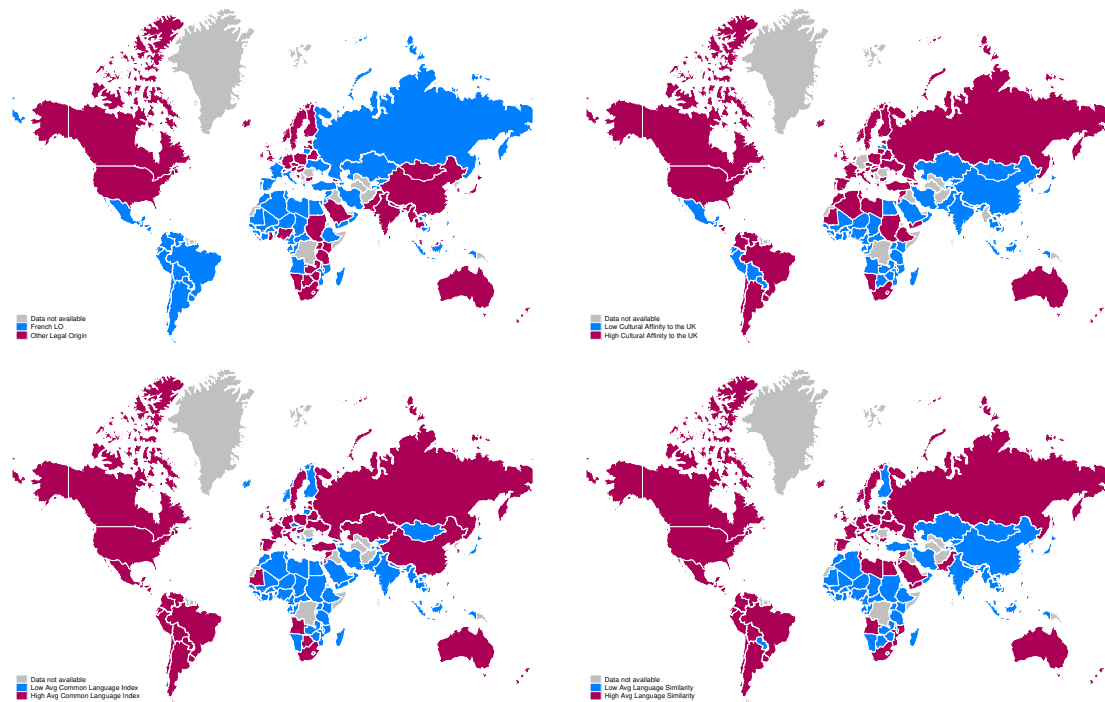 Data not available
French LO
Other Legal Origin
Data not available
Low Cultural Affinity to the UK
High Cultural Affinity to the UK
Data not available
Low Avg Common Language Index
High Avg Common Language Index
Data not available
Low Avg Language Similarity
High Avg Language Similarity